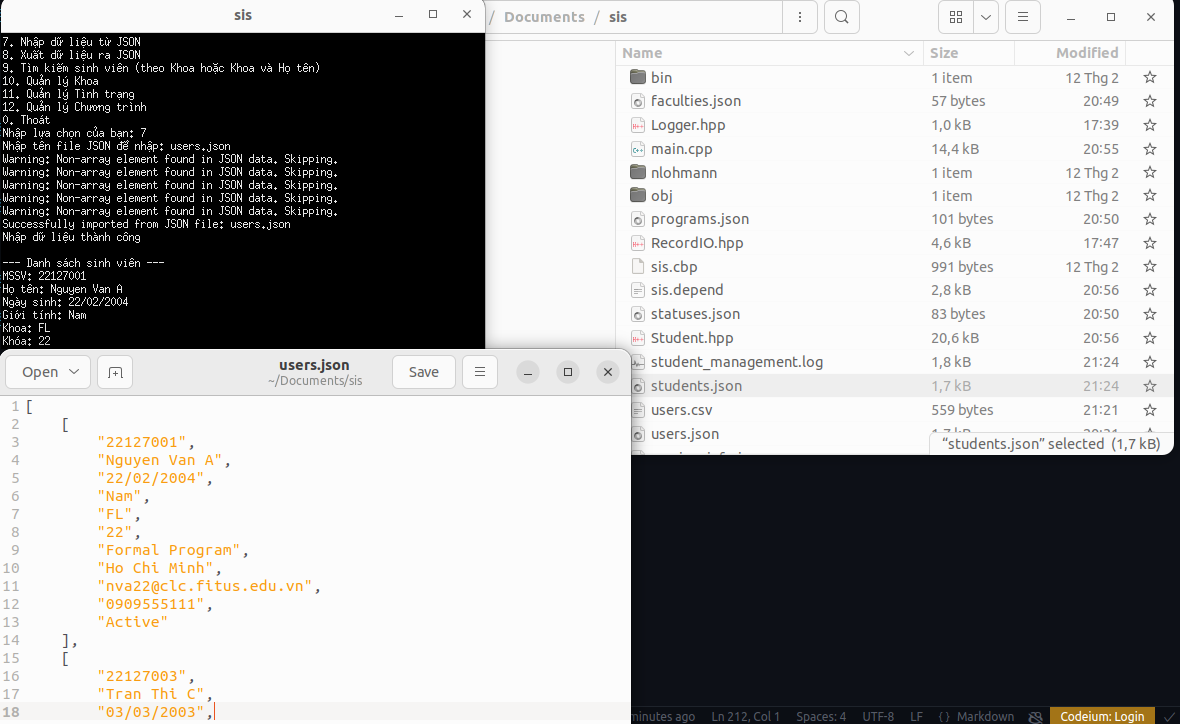 sis
7. Nhập dữ liệu từ JSON
8. Xuất dữ liệu ra JSON
9. Tìm kiếm sinh viên (theo Khoa hoặc Khoa và Họ tên)
10. Quản lý Khoa
11. Quản lý Tình trạng
12. Quản lý Chương trình
0. Thoát
Nhập lựa chọn của bạn: 7
Nhập tên file JSON để nhập: users.json
Warning: Non-array element found in JSON data. Skipping.
Warning: Non-array element found in JSON data. Skipping.
Warning: Non-array element found in JSON data. Skipping.
Warning: Non-array element found in JSON data. Skipping.
Warning: Non-array element found in JSON data. Skipping.
Successfully imported from JSON file: users.json
Nhập dữ liệu thành công
--- Danh sách sinh viên ---
MSSV: 22127001
Họ tên: Nguyen Van A
Ngày sinh: 22/02/2004
Giới tính: Nam
Khoa: FL
Khóa: 22
/ Documents / sis
Name Size Modified
bin 1 item 12 Thg 2
faculties.json 57 bytes 20:49
Logger.hpp 1,0 kB 17:39
main.cpp 14,4 kB 20:55
nlohmann 1 item 12 Thg 2
obj 1 item 12 Thg 2
programs.json 101 bytes 20:50
RecordIO.hpp 4,6 kB 17:47
sis.cbp 991 bytes 12 Thg 2
sis.depend 2,8 kB 20:56
statuses.json 83 bytes 20:50
Student.hpp 20,6 kB 20:56
student_management.log 1,8 kB 21:24
students.json 1,7 kB 21:24
users.csv 559 bytes 21:21
users.json
“students.json” selected (1,7 kB)
Open users.json Save
~/Documents/sis
1 [
2 [
3 "22127001",
4 "Nguyen Van A",
5 "22/02/2004",
6 "Nam",
7 "FL",
8 "22",
9 "Formal Program",
10 "Ho Chi Minh",
11 "nva22@clc.fitus.edu.vn",
12 "0909555111",
13 "Active"
14 ],
15 [
16 "22127003",
17 "Tran Thi C",
18 "03/03/2003",
minutes ago Ln 212, Col 1 Spaces: 4 UTF-8 LF {} Markdown Codeium: Login